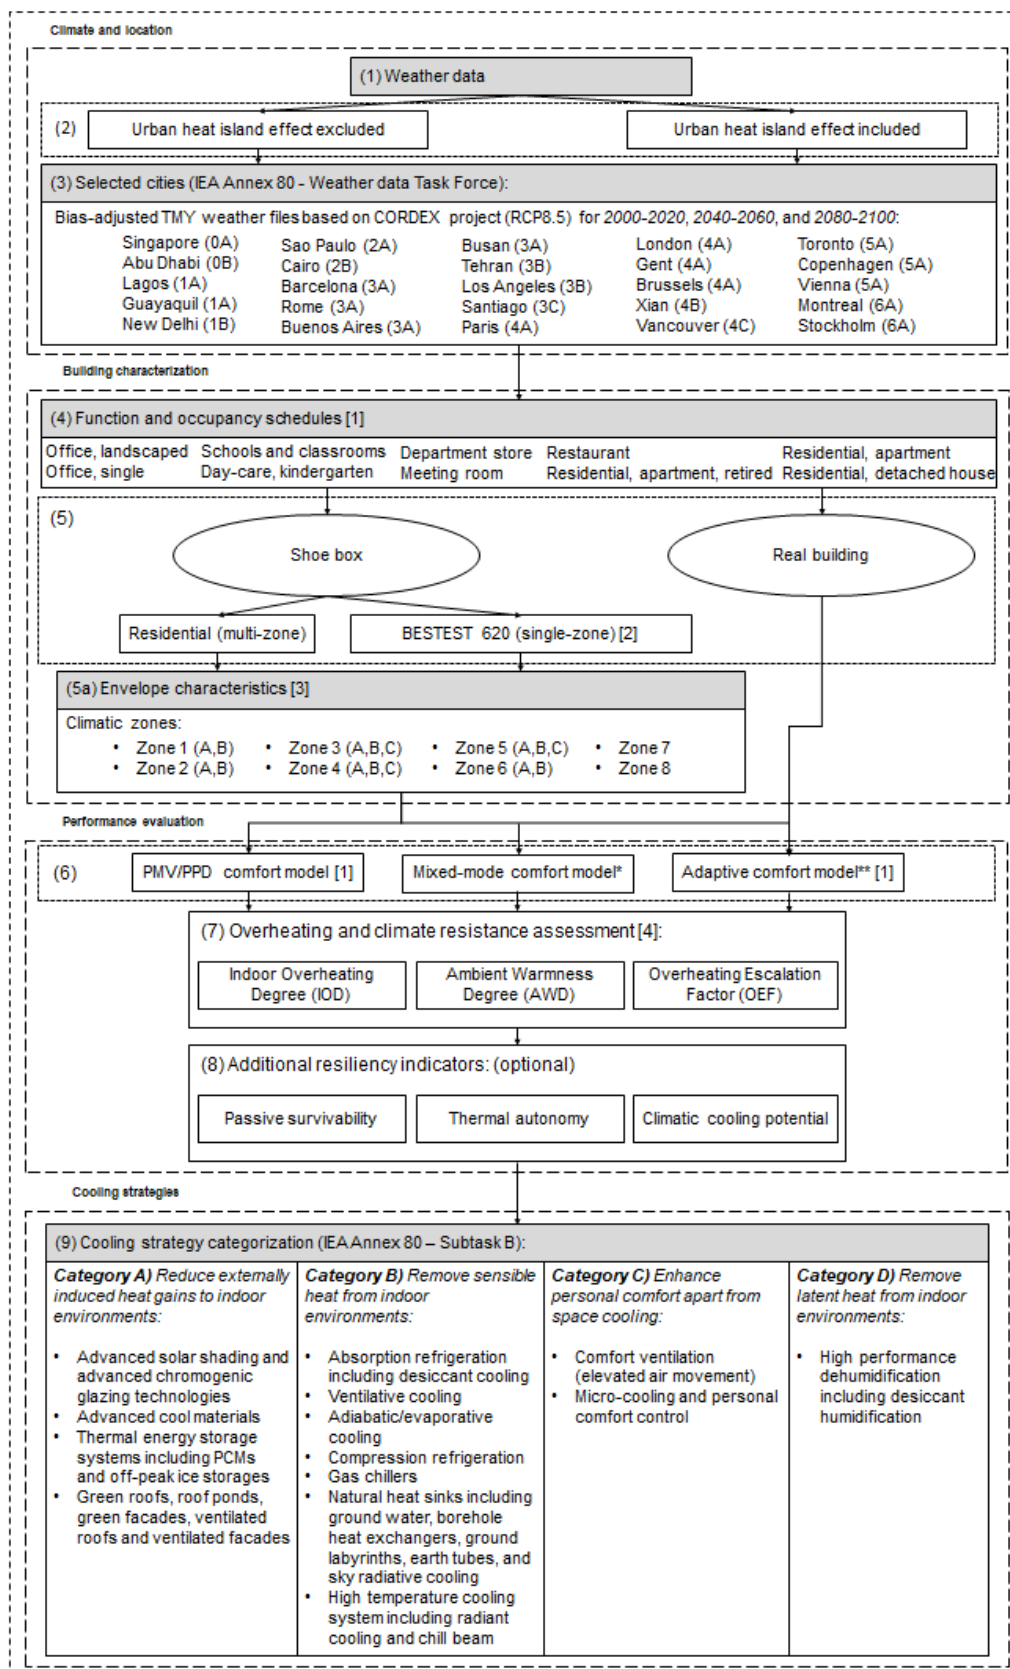 Climate and location
(1) Weather data
(2)
Urban heat island effect excluded
Urban heat island effect included
(3) Selected cities (IEA Annex 80 - Weather data Task Force):
Bias-adjusted TMY weather files based on CORDEX project (RCP8.5) for 2000-2020, 2040-2060, and 2080-2100:
Singapore (0A)
Abu Dhabi (0B)
Lagos (1A)
Guayaquil (1A)
New Delhi (1B)
Sao Paulo (2A)
Cairo (2B)
Barcelona (3A)
Rome (3A)
Buenos Aires (3A)
Busan (3A)
Tehran (3B)
Los Angeles (3B)
Santiago (3C)
Paris (4A)
London (4A)
Gent (4A)
Brussels (4A)
Xian (4B)
Vancouver (4C)
Toronto (5A)
Copenhagen (5A)
Vienna (5A)
Montreal (6A)
Stockholm (6A)
Building characterization
(4) Function and occupancy schedules [1]
Office, landscaped
Office, single
Schools and classrooms
Day-care, kindergarten
Department store
Meeting room
Restaurant
Residential, apartment, retired
Residential, apartment
Residential, detached house
(5)
Shoe box
Real building
Residential (multi-zone)
BESTEST 620 (single-zone) [2]
(5a) Envelope characteristics [3]
Climatic zones:
• Zone 1 (A,B)
• Zone 2 (A,B)
• Zone 3 (A,B,C)
• Zone 4 (A,B,C)
• Zone 5 (A,B,C)
• Zone 6 (A,B)
• Zone 7
• Zone 8
Performance evaluation
(6)
PMV/PPD comfort model [1]
Mixed-mode comfort model*
Adaptive comfort model** [1]
(7) Overheating and climate resistance assessment [4]:
Indoor Overheating
Degree (IOD)
Ambient Warmness
Degree (AWD)
Overheating Escalation
Factor (OEF)
(8) Additional resiliency indicators: (optional)
Passive survivability
Thermal autonomy
Climatic cooling potential
Cooling strategies
(9) Cooling strategy categorization (IEA Annex 80 – Subtask B):
Category A) Reduce externally
induced heat gains to indoor
environments:
• Advanced solar shading and
advanced chromogenic
glazing technologies
• Advanced cool materials
• Thermal energy storage
systems including PCMs
and off-peak ice storages
• Green roofs, roof ponds,
green facades, ventilated
roofs and ventilated facades
Category B) Remove sensible
heat from indoor
environments:
• Absorption refrigeration
including desiccant cooling
• Ventilative cooling
• Adiabatic/evaporative
cooling
• Compression refrigeration
• Gas chillers
• Natural heat sinks including
ground water, borehole
heat exchangers, ground
labyrinths, earth tubes, and
sky radiative cooling
• High temperature cooling
system including radiant
cooling and chill beam
Category C) Enhance
personal comfort apart from
space cooling:
• Comfort ventilation
(elevated air movement)
• Micro-cooling and personal
comfort control
Category D) Remove
latent heat from indoor
environments:
• High performance
dehumidification
including desiccant
humidification